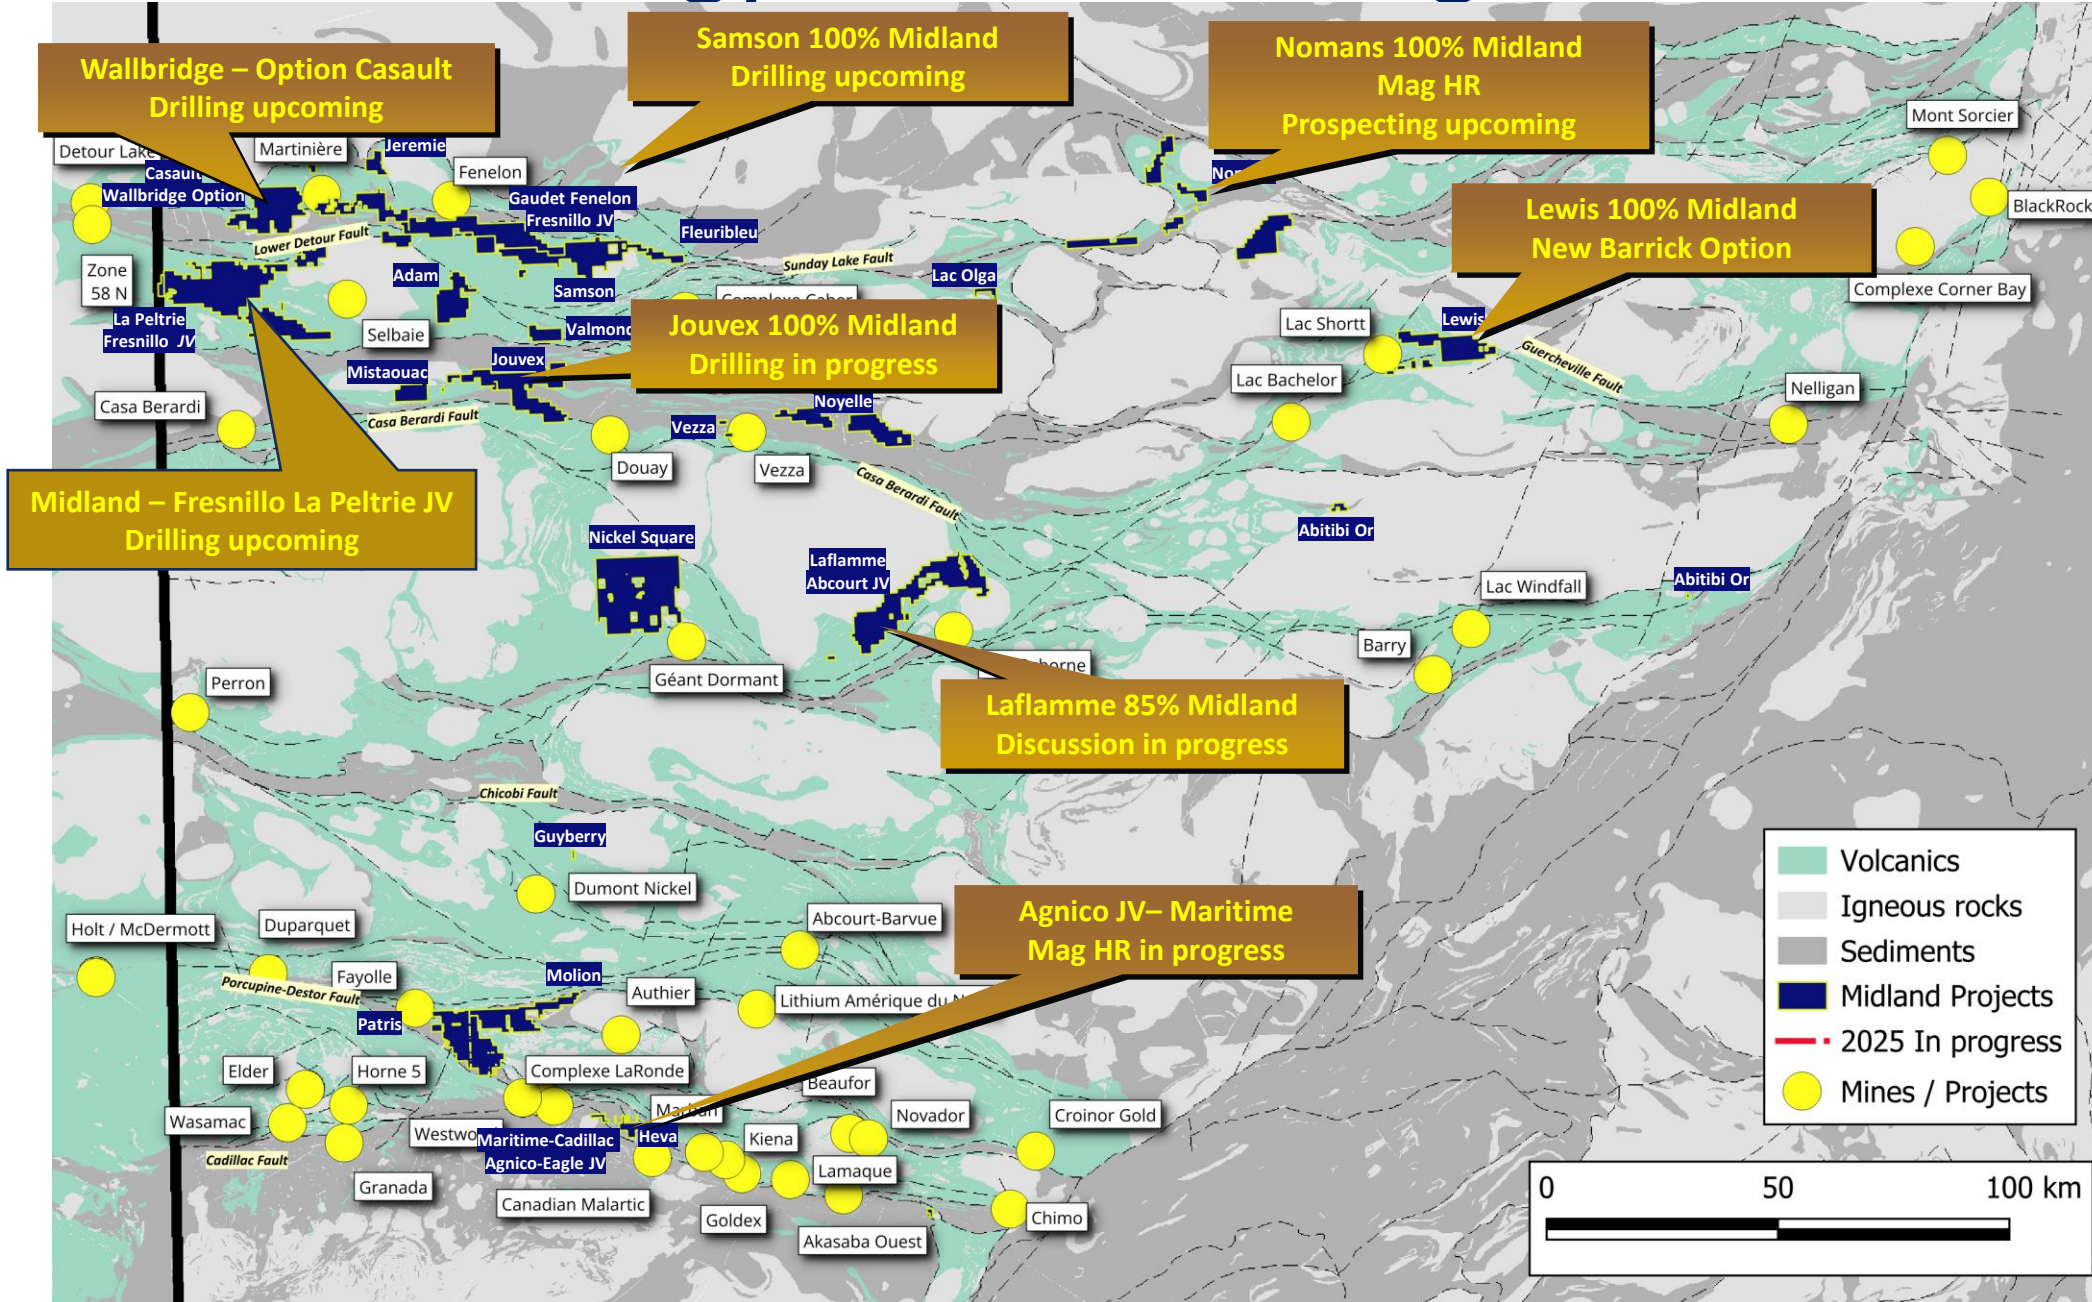 Samson 100% Midland
Drilling upcoming
Nomans 100% Midland
Mag HR
Prospecting upcoming
Wallbridge – Option Casault
Drilling upcoming
Mont Sorcier
Detour Lake
Martinière
Jeremie
Fenelon
Casault
Wallbridge Option
Gaudet Fenelon
Fresnillo JV
BlackRock
Lewis 100% Midland
New Barrick Option
Lower Detour Fault
Fleuribleu
Sunday Lake Fault
Zone
58 N
Adam
Samson
Lac Olga
Complexe Corner Bay
La Peltrie
Fresnillo JV
Selbaie
Jouvex 100% Midland
Drilling in progress
Lac Shortt
Lewis
Guercheville Fault
Mistaouac
Jouvex
Lac Bachelor
Nelligan
Casa Berardi
Casa Berardi Fault
Noyelle
Vezza
Douay
Vezza
Casa Berardi Fault
Midland – Fresnillo La Peltrie JV
Drilling upcoming
Nickel Square
Abitibi Or
Laflamme
Abcourt JV
Lac Windfall
Abitibi Or
Barry
Perron
Géant Dormant
Laflamme 85% Midland
Discussion in progress
Chicobi Fault
Guyberry
Dumont Nickel
Volcanics
Igneous rocks
Sediments
Midland Projects
2025 In progress
Mines / Projects
Agnico JV– Maritime
Mag HR in progress
Holt / McDermott
Duparquet
Abcourt-Barvue
Porcupine-Destor Fault
Fayolle
Molion
Authier
Lithium Amérique du
Patris
Elder
Horne 5
Complexe LaRonde
Beaufor
Novador
Croinor Gold
Wasamac
Maritime-Cadillac
Agnico-Eagle JV
Heva
Kiena
Cadillac Fault
Granada
Canadian Malartic
Lamaque
Goldex
Akasaba Ouest
Chimo
0 50 100 km